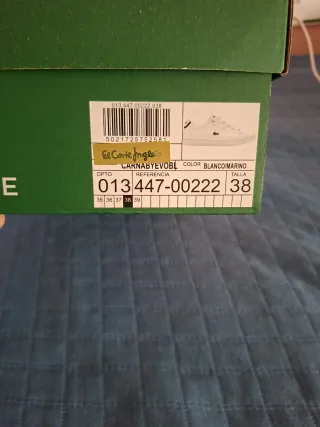 013 447-00222 038
5021726752681
El Corte Inglés
CARNABYEVOBL
COLOR BLANCO/MARINO
DPTO REFERENCIA TALLA
013 447-00222 38
35 36 37 38 39
E